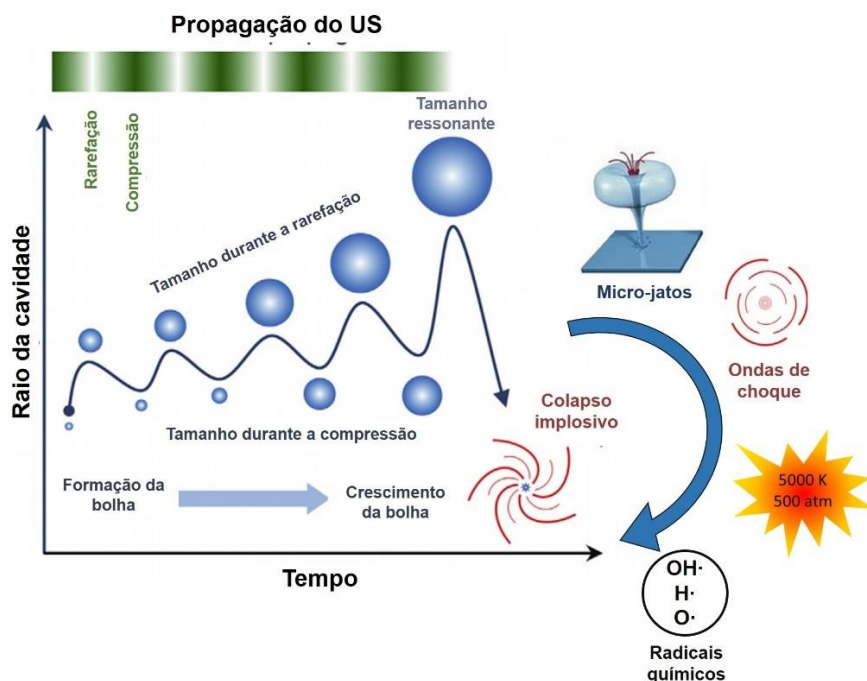 Propagação do US
Rarefação
Compressão
Tamanho
ressonante
Tamanho durante a rarefação
Raio da cavidade
Tamanho durante a compressão
Formação da
bolha
Crescimento
da bolha
Colapso
implosivo
Tempo
Micro-jatos
Ondas de
choque
5000 K
500 atm
OH·
H·
O·
Radicais
químicos